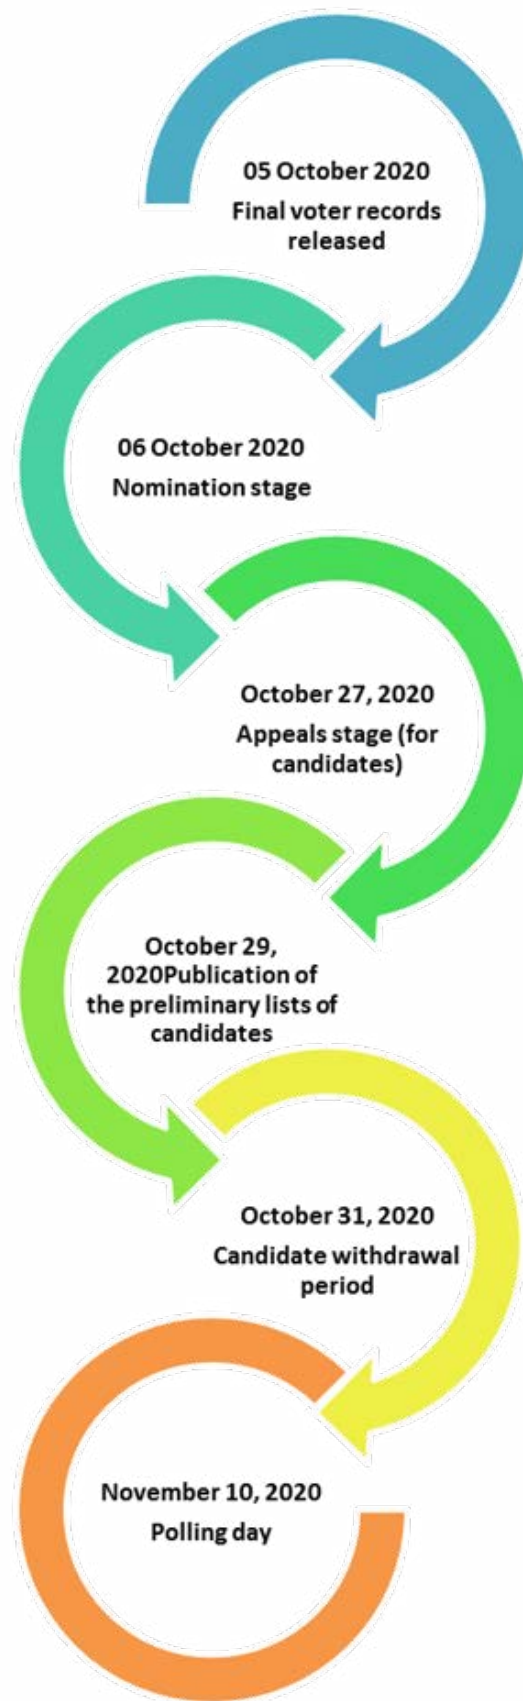 05 October 2020
Final voter records
released
06 October 2020
Nomination stage
October 27, 2020
Appeals stage (for
candidates)
October 29,
2020Publication of
the preliminary lists of
candidates
October 31, 2020
Candidate withdrawal
period
November 10, 2020
Polling day